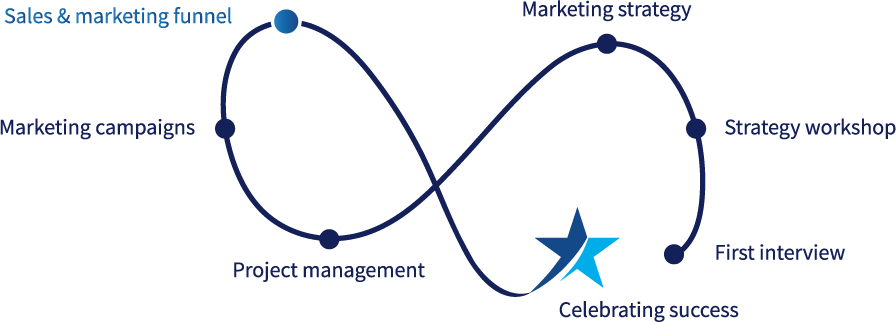 Sales & marketing funnel
Marketing strategy
Marketing campaigns
Strategy workshop
First interview
Project management
Celebrating success